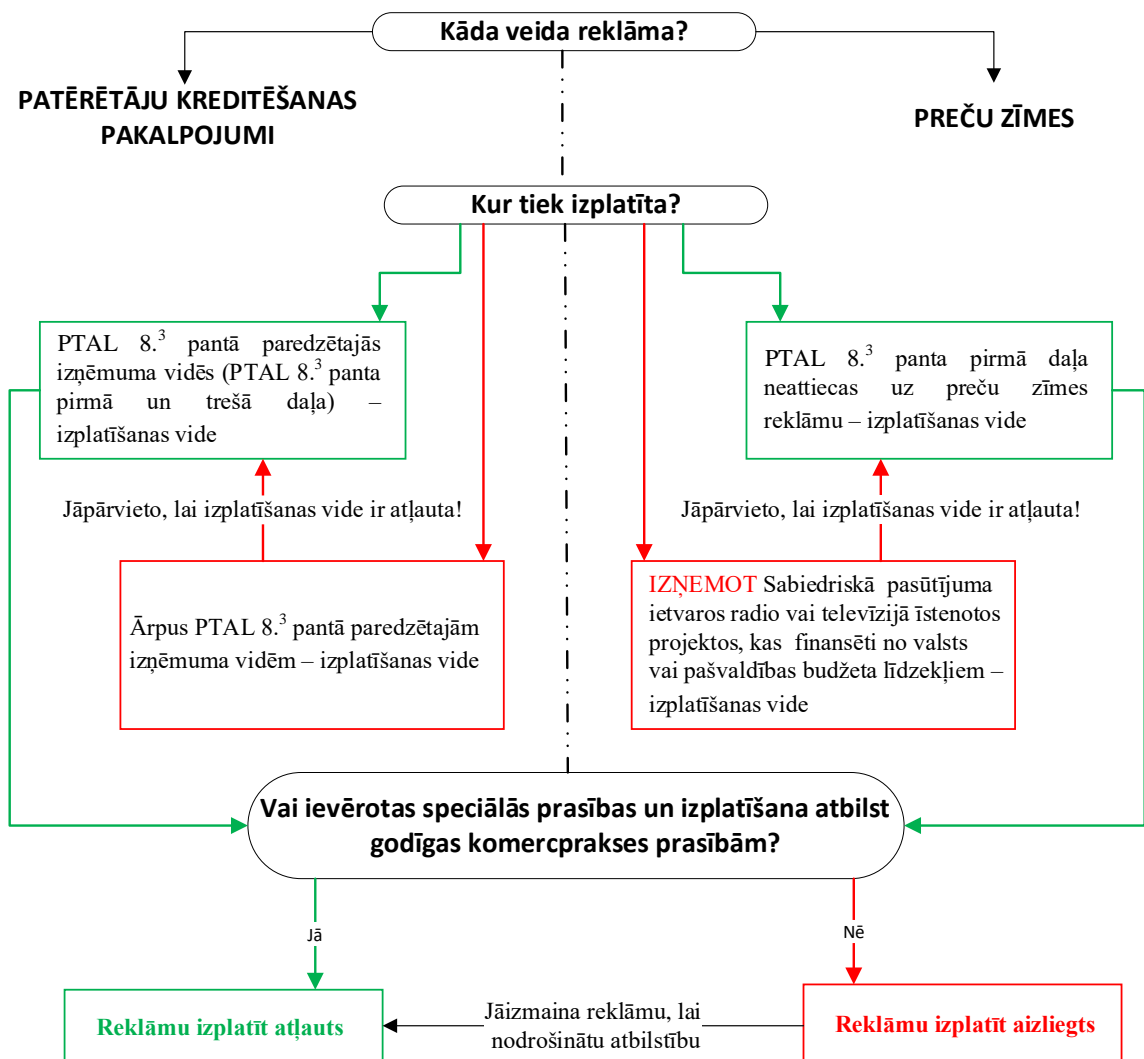 Kāda veida reklāma?
PATĒRĒTĀJU KREDITĒŠANAS
PAKALPOJUMI
PREČU ZĪMES
Kur tiek izplatīta?
PTAL 8.³ pantā paredzētajās
izņēmuma vidēs (PTAL 8.³ panta
pirmā un trešā daļa) –
izplatīšanas vide
PTAL 8.³ panta pirmā daļa
neattiecas uz preču zīmes
reklāmu – izplatīšanas vide
Jāpārvieto, lai izplatīšanas vide ir atļauta!
Jāpārvieto, lai izplatīšanas vide ir atļauta!
Ārpus PTAL 8.³ pantā paredzētajām
izņēmuma vidēm – izplatīšanas vide
IZŅEMOT Sabiedriskā pasūtījuma
ietvaros radio vai televīzijā īstenotos
projektos, kas finansēti no valsts
vai pašvaldības budžeta līdzekļiem –
izplatīšanas vide
Vai ievērotas speciālās prasības un izplatīšana atbilst
godīgas komercprakses prasībām?
Jā
Nē
Reklāmu izplatīt atļauts
Jāizmaina reklāmu, lai
nodrošinātu atbilstību
Reklāmu izplatīt aizliegts